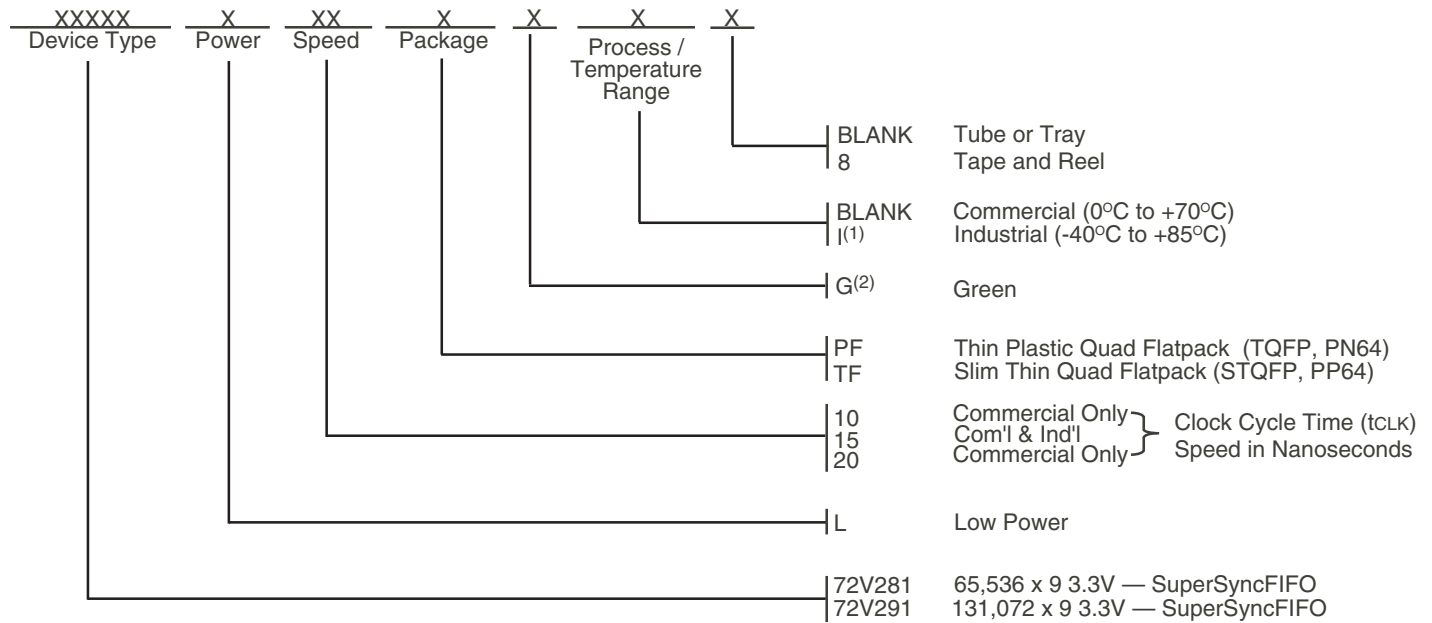 XXXXX X XX X X X X
Device Type Power Speed Package
Process /
Temperature
Range
BLANK Tube or Tray
8 Tape and Reel
BLANK Commercial (0°C to +70°C)
I(1) Industrial (-40°C to +85°C)
G(2) Green
PF Thin Plastic Quad Flatpack (TQFP, PN64)
TF Slim Thin Quad Flatpack (STQFP, PP64)
10 Commercial Only
15 Com'l & Ind'l
20 Commercial Only
Clock Cycle Time (tCLK)
Speed in Nanoseconds
L Low Power
72V281 65,536 x 9 3.3V — SuperSyncFIFO
72V291 131,072 x 9 3.3V — SuperSyncFIFO